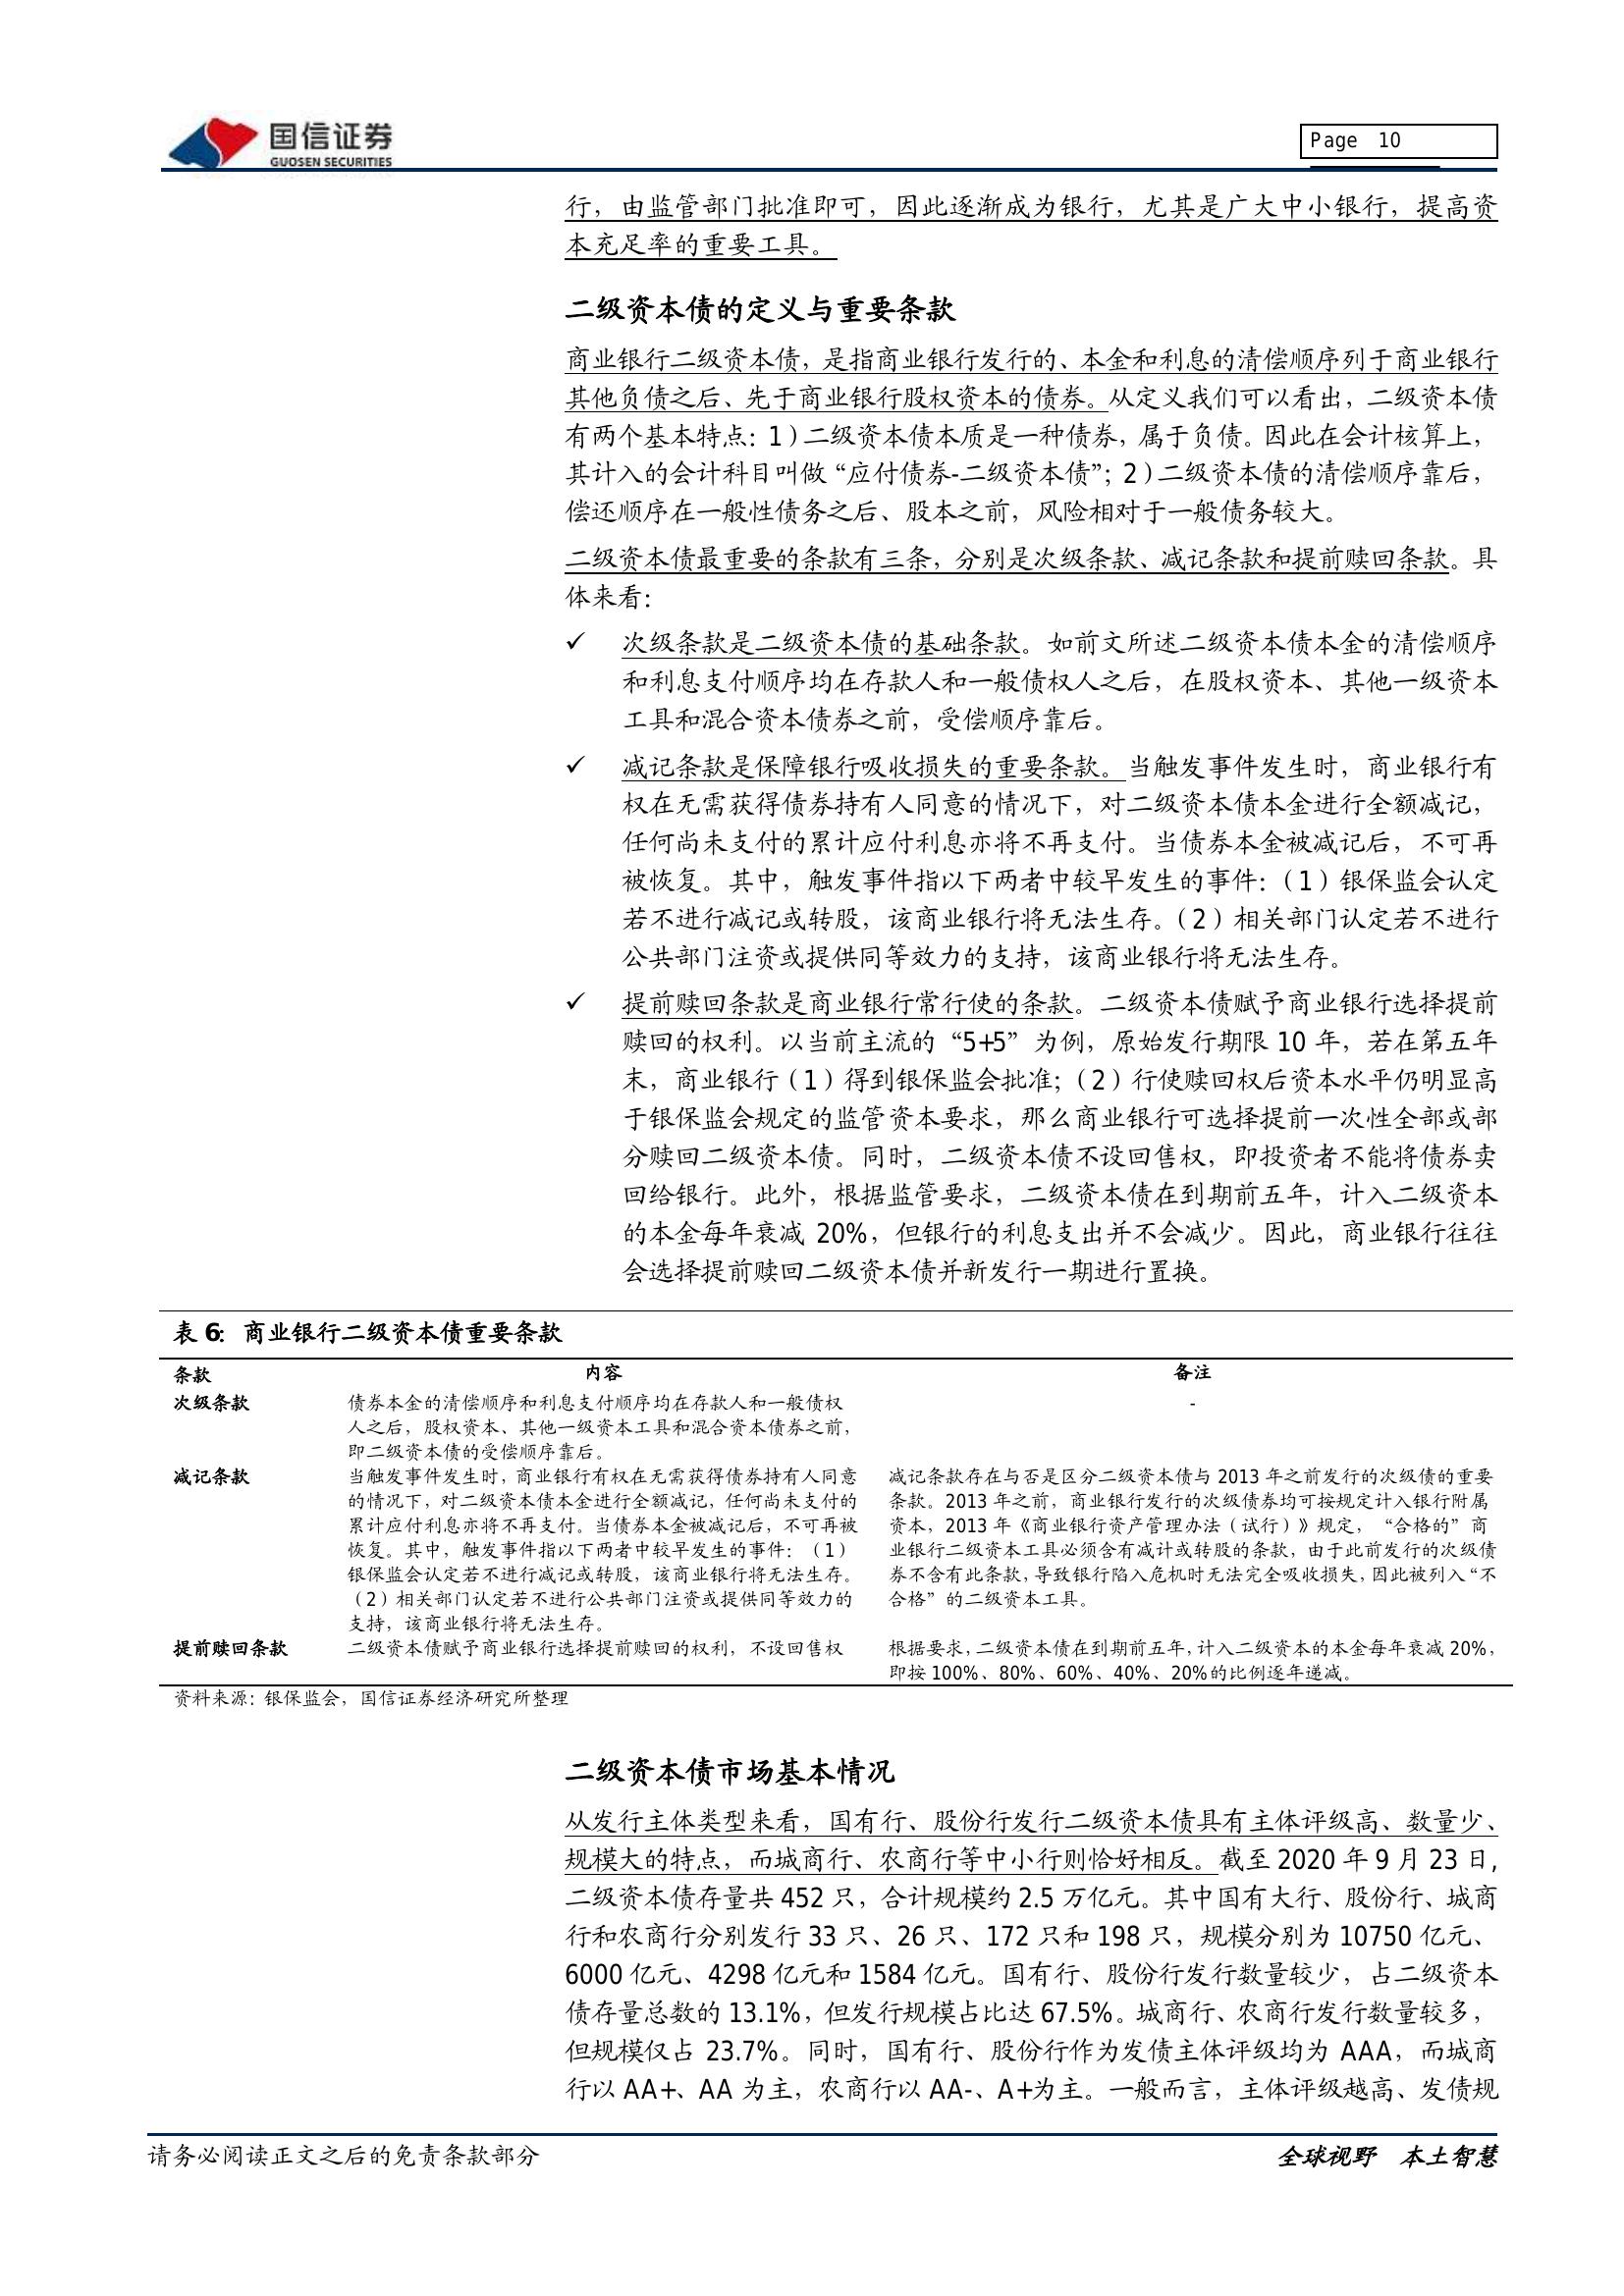 国信证券
GUOSEN SECURITIES
Page 10
行，由监管部门批准即可，因此逐渐成为银行，尤其是广大中小银行，提高资
本充足率的重要工具。
二级资本债的定义与重要条款
商业银行二级资本债，是指商业银行发行的、本金和利息的清偿顺序列于商业银行
其他负债之后、先于商业银行股权资本的债券。从定义我们可以看出，二级资本债
有两个基本特点：1）二级资本债本质是一种债券，属于负债。因此在会计核算上，
其计入的会计科目叫做“应付债券-二级资本债”；2）二级资本债的清偿顺序靠后，
偿还顺序在一般性债务之后、股本之前，风险相对于一般债务较大。
二级资本债最重要的条款有三条，分别是次级条款、减记条款和提前赎回条款。具
体来看：
✓ 次级条款是二级资本债的基础条款。如前文所述二级资本债本金的清偿顺序
和利息支付顺序均在存款人和一般债权人之后，在股权资本、其他一级资本
工具和混合资本债券之前，受偿顺序靠后。
✓ 减记条款是保障银行吸收损失的重要条款。当触发事件发生时，商业银行有
权在无需获得债券持有人同意的情况下，对二级资本债本金进行全额减记，
任何尚未支付的累计应付利息亦将不再支付。当债券本金被减记后，不可再
被恢复。其中，触发事件指以下两者中较早发生的事件：（1）银保监会认定
若不进行减记或转股，该商业银行将无法生存。（2）相关部门认定若不进行
公共部门注资或提供同等效力的支持，该商业银行将无法生存。
✓ 提前赎回条款是商业银行常行使的条款。二级资本债赋予商业银行选择提前
赎回的权利。以当前主流的“5+5”为例，原始发行期限 10 年，若在第五年
末，商业银行（1）得到银保监会批准；（2）行使赎回权后资本水平仍明显高
于银保监会规定的监管资本要求，那么商业银行可选择提前一次性全部或部
分赎回二级资本债。同时，二级资本债不设回售权，即投资者不能将债券卖
回给银行。此外，根据监管要求，二级资本债在到期前五年，计入二级资本
的本金每年衰减 20%，但银行的利息支出并不会减少。因此，商业银行往往
会选择提前赎回二级资本债并新发行一期进行置换。
表 6：商业银行二级资本债重要条款
条款 内容 备注
次级条款 债券本金的清偿顺序和利息支付顺序均在存款人和一般债权 -
人之后，股权资本、其他一级资本工具和混合资本债券之前，
即二级资本债的受偿顺序靠后。
减记条款 当触发事件发生时，商业银行有权在无需获得债券持有人同意
的情况下，对二级资本债本金进行全额减记，任何尚未支付的
累计应付利息亦将不再支付。当债券本金被减记后，不可再被
恢复。其中，触发事件指以下两者中较早发生的事件：（1）
银保监会认定若不进行减记或转股，该商业银行将无法生存。
（2）相关部门认定若不进行公共部门注资或提供同等效力的
支持，该商业银行将无法生存。
减记条款存在与否是区分二级资本债与 2013 年之前发行的次级债的重要
条款。2013 年之前，商业银行发行的次级债券均可按规定计入银行附属
资本，2013 年《商业银行资产管理办法（试行）》规定，“合格的”商
业银行二级资本工具必须含有减计或转股的条款，由于此前发行的次级债
券不含有此条款，导致银行陷入危机时无法完全吸收损失，因此被列入“不
合格”的二级资本工具。
提前赎回条款 二级资本债赋予商业银行选择提前赎回的权利，不设回售权
根据要求，二级资本债在到期前五年，计入二级资本的本金每年衰减 20%，
即按 100%、80%、60%、40%、20%的比例逐年递减。
资料来源：银保监会，国信证券经济研究所整理
二级资本债市场基本情况
从发行主体类型来看，国有行、股份行发行二级资本债具有主体评级高、数量少、
规模大的特点，而城商行、农商行等中小行则恰好相反。截至 2020 年 9 月 23 日，
二级资本债存量共 452 只，合计规模约 2.5 万亿元。其中国有大行、股份行、城商
行和农商行分别发行 33 只、26 只、172 只和 198 只，规模分别为 10750 亿元、
6000 亿元、4298 亿元和 1584 亿元。国有行、股份行发行数量较少，占二级资本
债存量总数的 13.1%，但发行规模占比达 67.5%。城商行、农商行发行数量较多，
但规模仅占 23.7%。同时，国有行、股份行作为发债主体评级均为 AAA，而城商
行以 AA+、AA 为主，农商行以 AA-、A+为主。一般而言，主体评级越高、发债规
请务必阅读正文之后的免责条款部分
全球视野 本土智慧